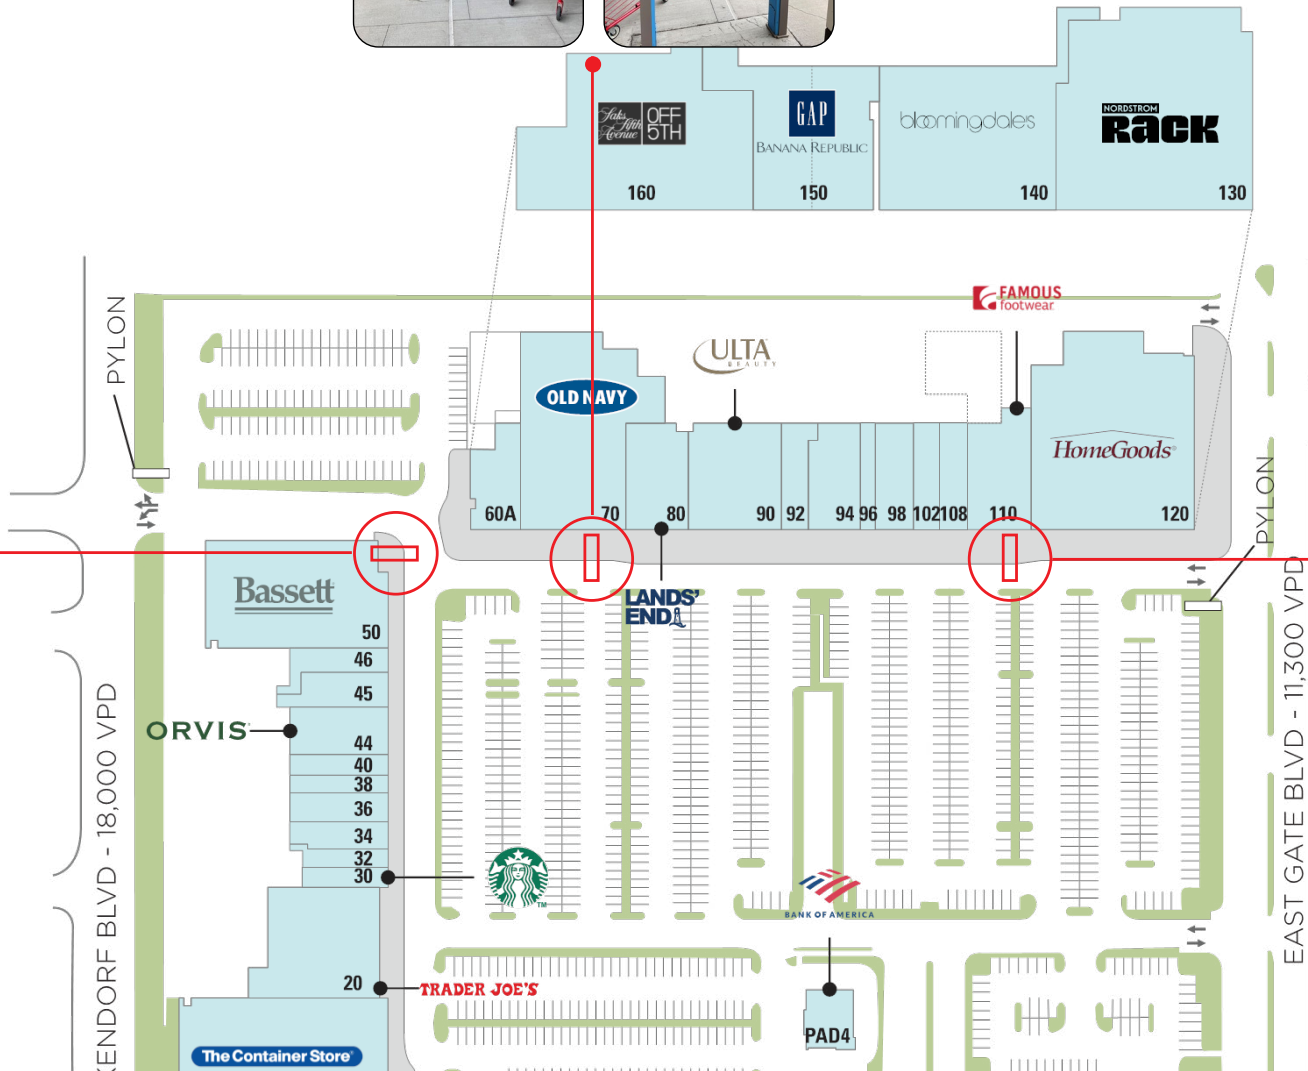 Saks
Fifth
Avenue
OFF
5TH
GAP
BANANA REPUBLIC
bloomingdale's
NORDSTROM
RACK
160
150
140
130
PYLON
FAMOUS
footwear
ULTA
BEAUTY
OLD NAVY
HomeGoods
60A
70
80
90
92
94
96
98
102
108
110
120
PYLON
Bassett
LANDS'
END
50
46
45
ORVIS
44
40
38
36
34
32
30
TM
BANK OF AMERICA
20
TRADER JOE'S
PAD4
The Container Store
KENDORF BLVD - 18,000 VPD
EAST GATE BLVD - 11,300 VPD